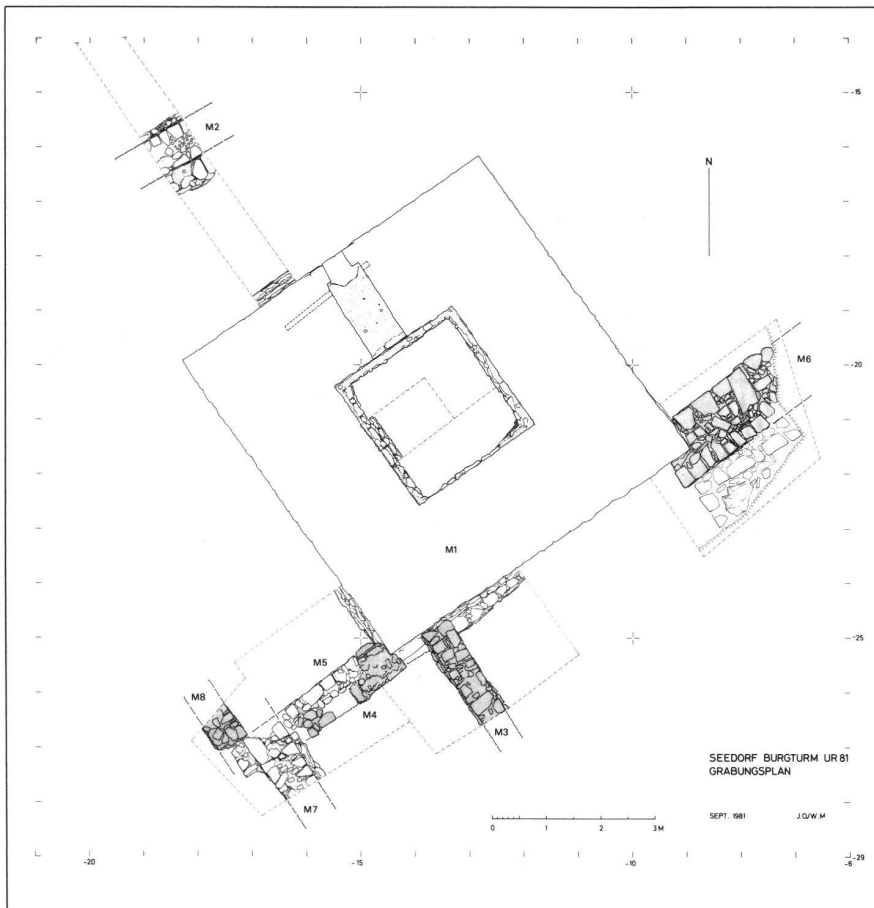 -15
M2
N
-20
M6
M1
-25
M5
M8
M4
M3
SEEDORF BURGTURM UR 81
GRABUNGSPLAN
M7
SEPT. 1981 J.O/W.M
0 1 2 3 M
-20 -15 -10 -6
-29